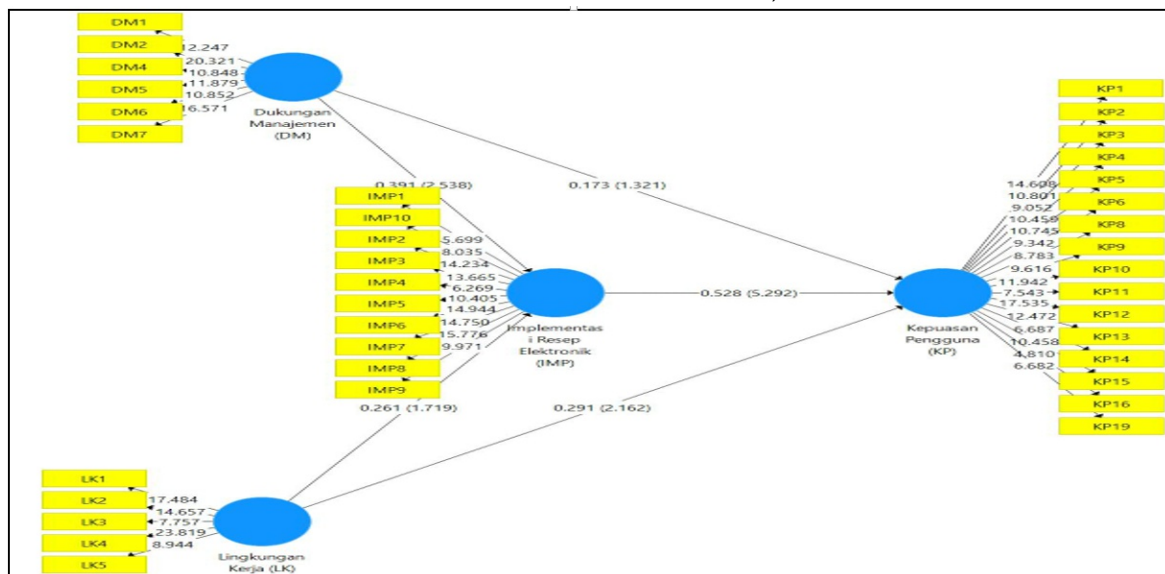 DM1
DM2
DM4
DM5
DM6
DM7
12.247
20.321
10.848
11.879
10.852
16.571
Dukungan
Manajemen
(DM)
0.391 (2.538)
0.173 (1.321)
IMP1
IMP10
IMP2
IMP3
IMP4
IMP5
IMP6
IMP7
IMP8
IMP9
5.699
8.035
14.234
13.665
6.269
10.405
14.944
14.750
15.776
9.971
Implementas
i Resep
Elektronik
(IMP)
0.528 (5.292)
0.261 (1.719)
0.291 (2.162)
KP1
KP2
KP3
KP4
KP5
KP6
KP8
KP9
KP10
KP11
KP12
KP13
KP14
KP15
KP16
KP19
14.608
10.801
9.052
10.459
10.745
9.342
8.783
9.616
11.942
7.543
17.535
12.472
6.687
10.458
4.810
6.682
Kepuasan
Pengguna
(KP)
LK1
LK2
LK3
LK4
LK5
17.484
14.657
7.757
23.819
8.944
Lingkungan
Kerja (LK)